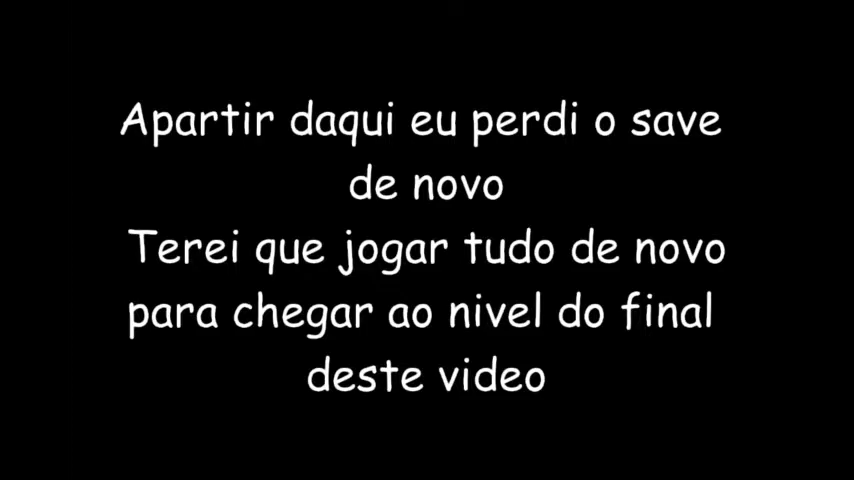 Apartir daqui eu perdi o save
de novo
Terei que jogar tudo de novo
para chegar ao nivel do final
deste video